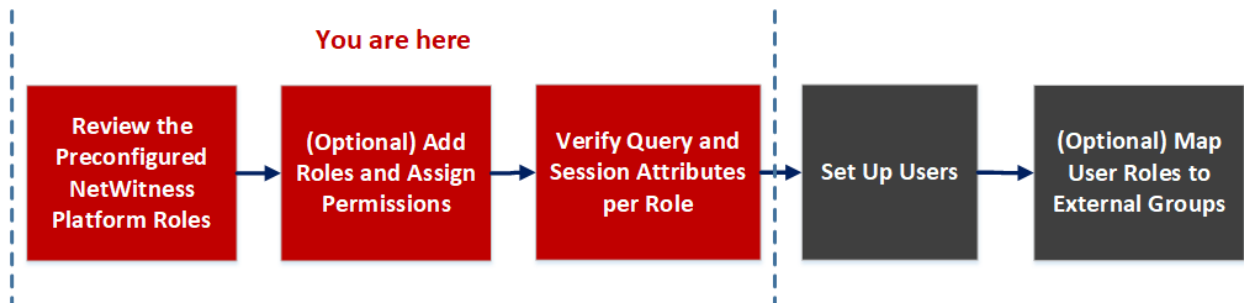 You are here
Review the
Preconfigured
NetWitness
Platform Roles
(Optional) Add
Roles and Assign
Permissions
Verify Query and
Session Attributes
per Role
Set Up Users
(Optional) Map
User Roles to
External Groups